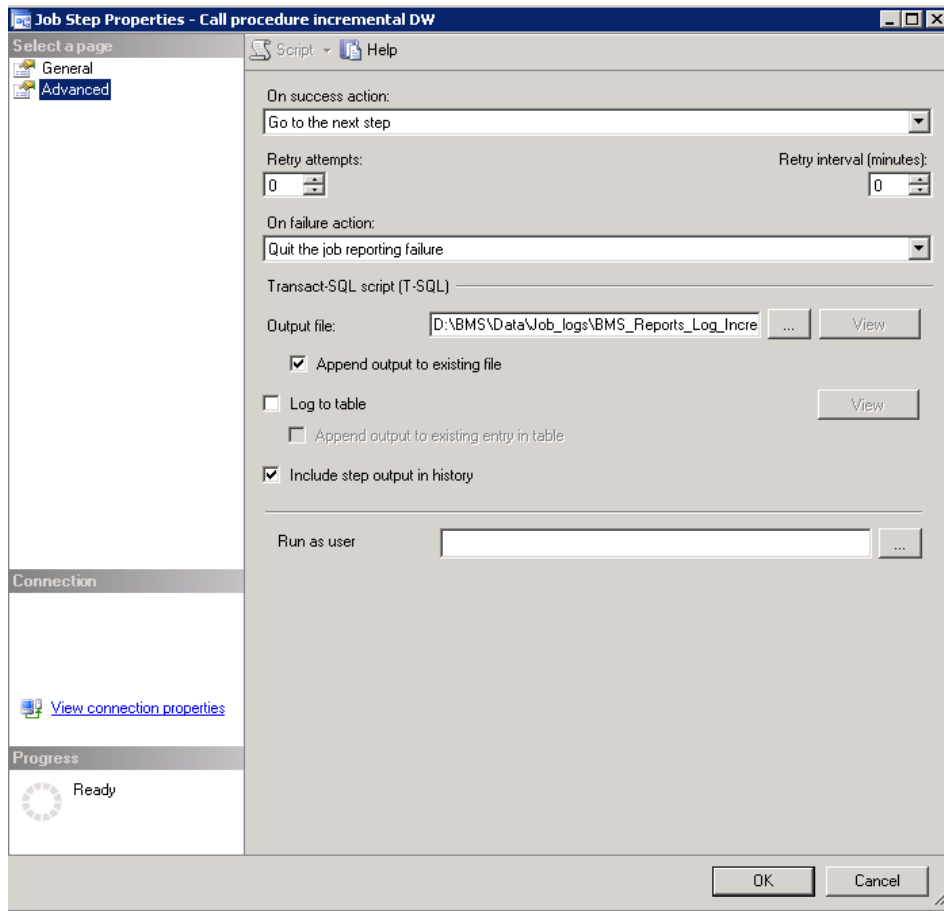 Job Step Properties - Call procedure incremental DW
Select a page
General
Advanced
Script
Help
On success action:
Go to the next step
Retry attempts:
Retry interval (minutes):
0
0
On failure action:
Quit the job reporting failure
Transact-SQL script (T-SQL)
Output file:
D:\BMS\Data\Job_logs\BMS_Reports_Log_Incre
...
View
Append output to existing file
Log to table
View
Append output to existing entry in table
Include step output in history
Run as user
...
Connection
View connection properties
Progress
Ready
OK
Cancel